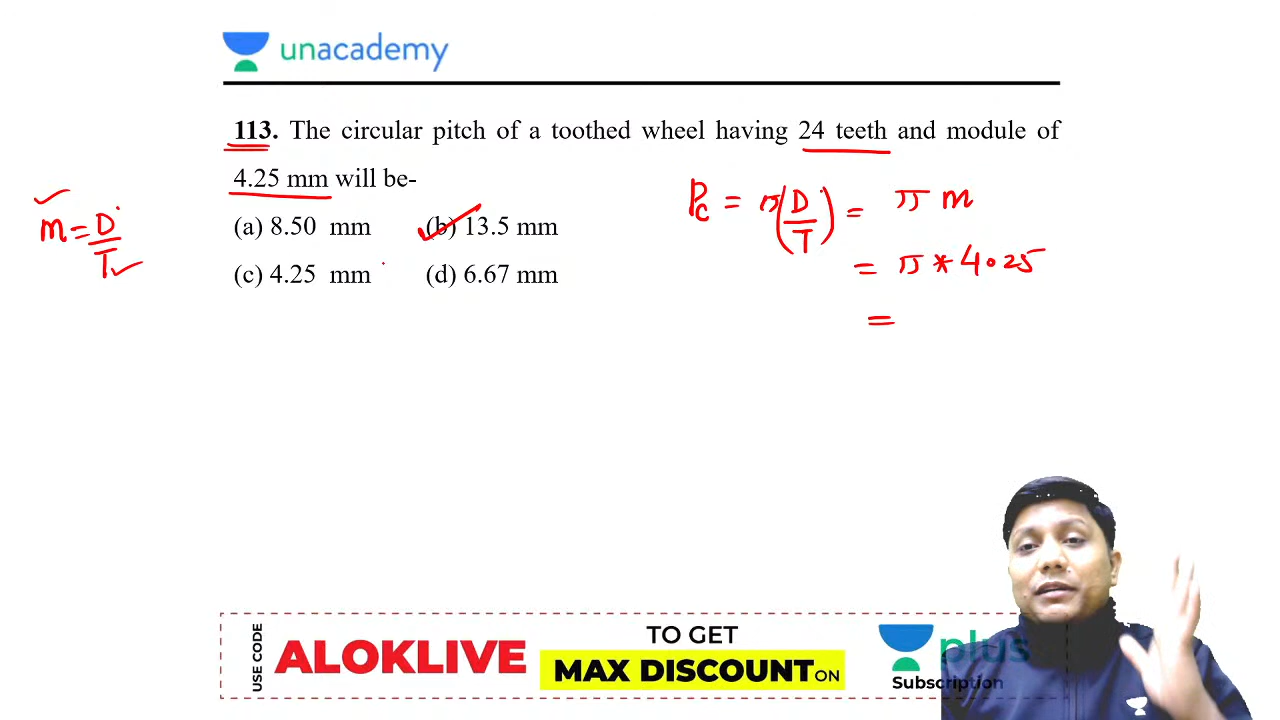 unacademy
113. The circular pitch of a toothed wheel having 24 teeth and module of
4.25 mm will be-
(a) 8.50 mm (b) 13.5 mm
(c) 4.25 mm (d) 6.67 mm
m = D/T
Pc = π(D/T) = π m
= π * 4.25
=
USE CODE
ALOKLIVE
TO GET
MAX DISCOUNT ON
plus
Subscription